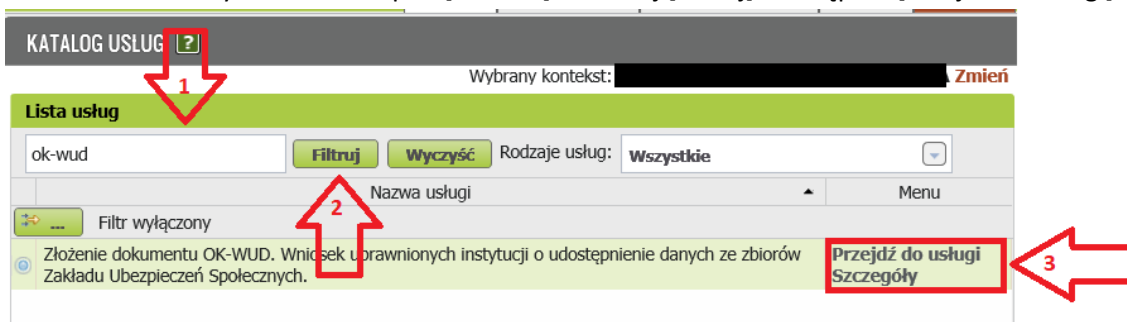 KATALOG USŁUG ?
1
Wybrany kontekst: Zmień
Lista usług
ok-wud Filtruj Wyczyść Rodzaje usług: Wszystkie
Nazwa usługi Menu
2
... Filtr wyłączony
Złożenie dokumentu OK-WUD. Wniosek uprawnionych instytucji o udostępnienie danych ze zbiorów Przejdź do usługi
Zakładu Ubezpieczeń Społecznych. Szczegóły
3